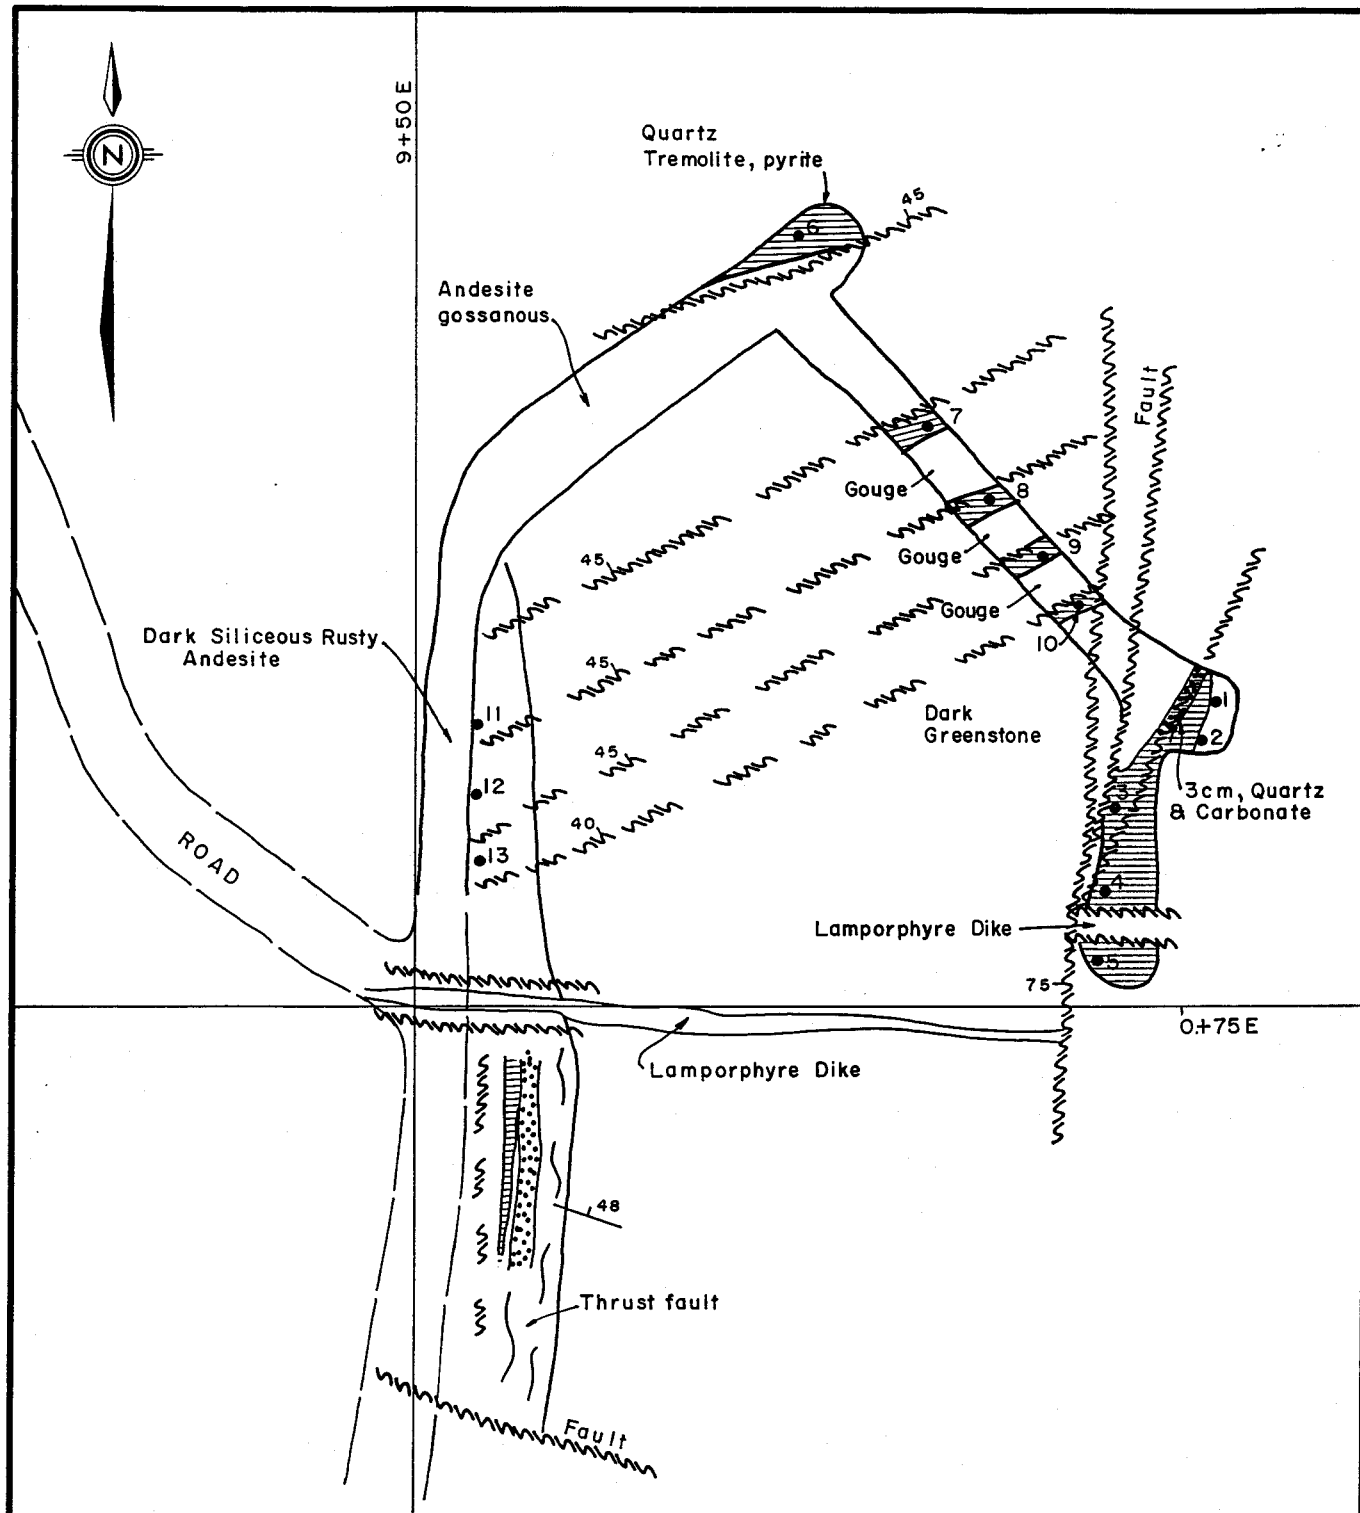 N
9+50E
Quartz
Tremolite, pyrite
45
6
Andesite
gossanous
Fault
7
Gouge
8
45
Gouge
9
Gouge
10
Dark Siliceous Rusty
Andesite
45
11
Dark
Greenstone
1
2
45
12
3
3cm, Quartz
& Carbonate
40
13
ROAD
4
Lamporphyre Dike
5
75
0+75E
Lamporphyre Dike
48
Thrust fault
Fault